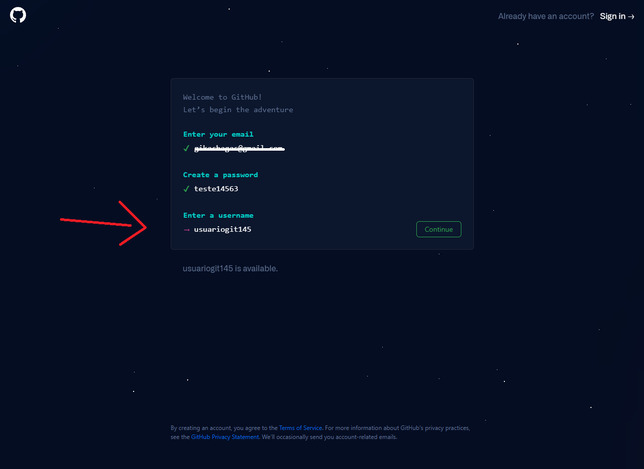 Already have an account? Sign in →
Welcome to GitHub!
Let's begin the adventure
Enter your email
✓
Create a password
✓ teste14563
Enter a username
→ usuariogit145
Continue
usuariogit145 is available.
By creating an account, you agree to the Terms of Service. For more information about GitHub's privacy practices,
see the GitHub Privacy Statement. We'll occasionally send you account-related emails.